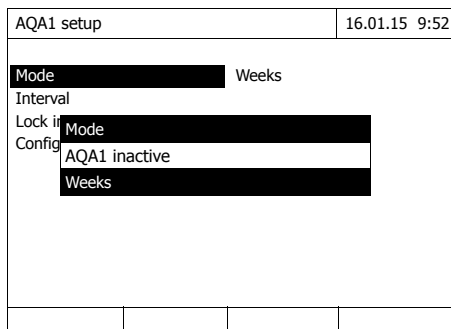 AQA1 setup 16.01.15 9:52
Mode Weeks
Interval
Lock
Mode
Config
AQA1 inactive
Weeks